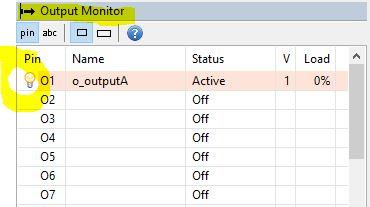 Output Monitor
pin abc ?
Pin Name Status V Load
O1 o_outputA Active 1 0%
O2 Off
O3 Off
O4 Off
O5 Off
O6 Off
O7 Off